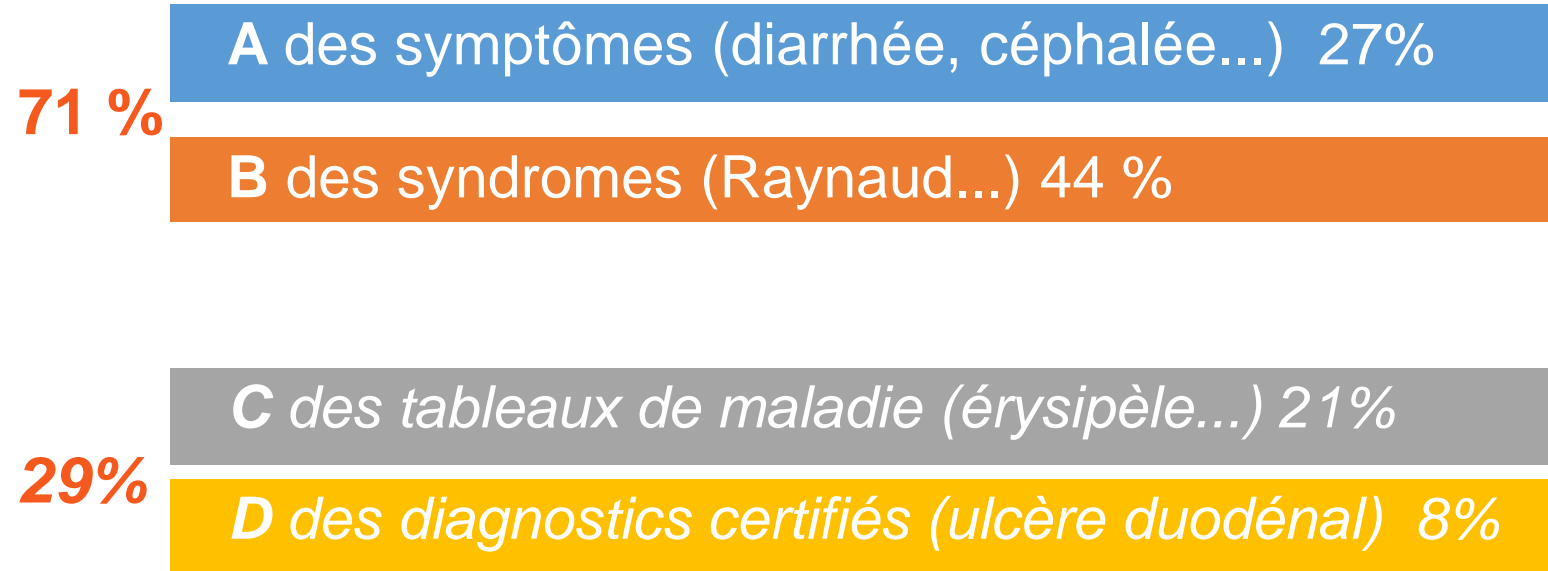 A des symptômes (diarrhée, céphalée...) 27%
71 %
B des syndromes (Raynaud...) 44 %
C des tableaux de maladie (érysipèle...) 21%
29%
D des diagnostics certifiés (ulcère duodénal) 8%